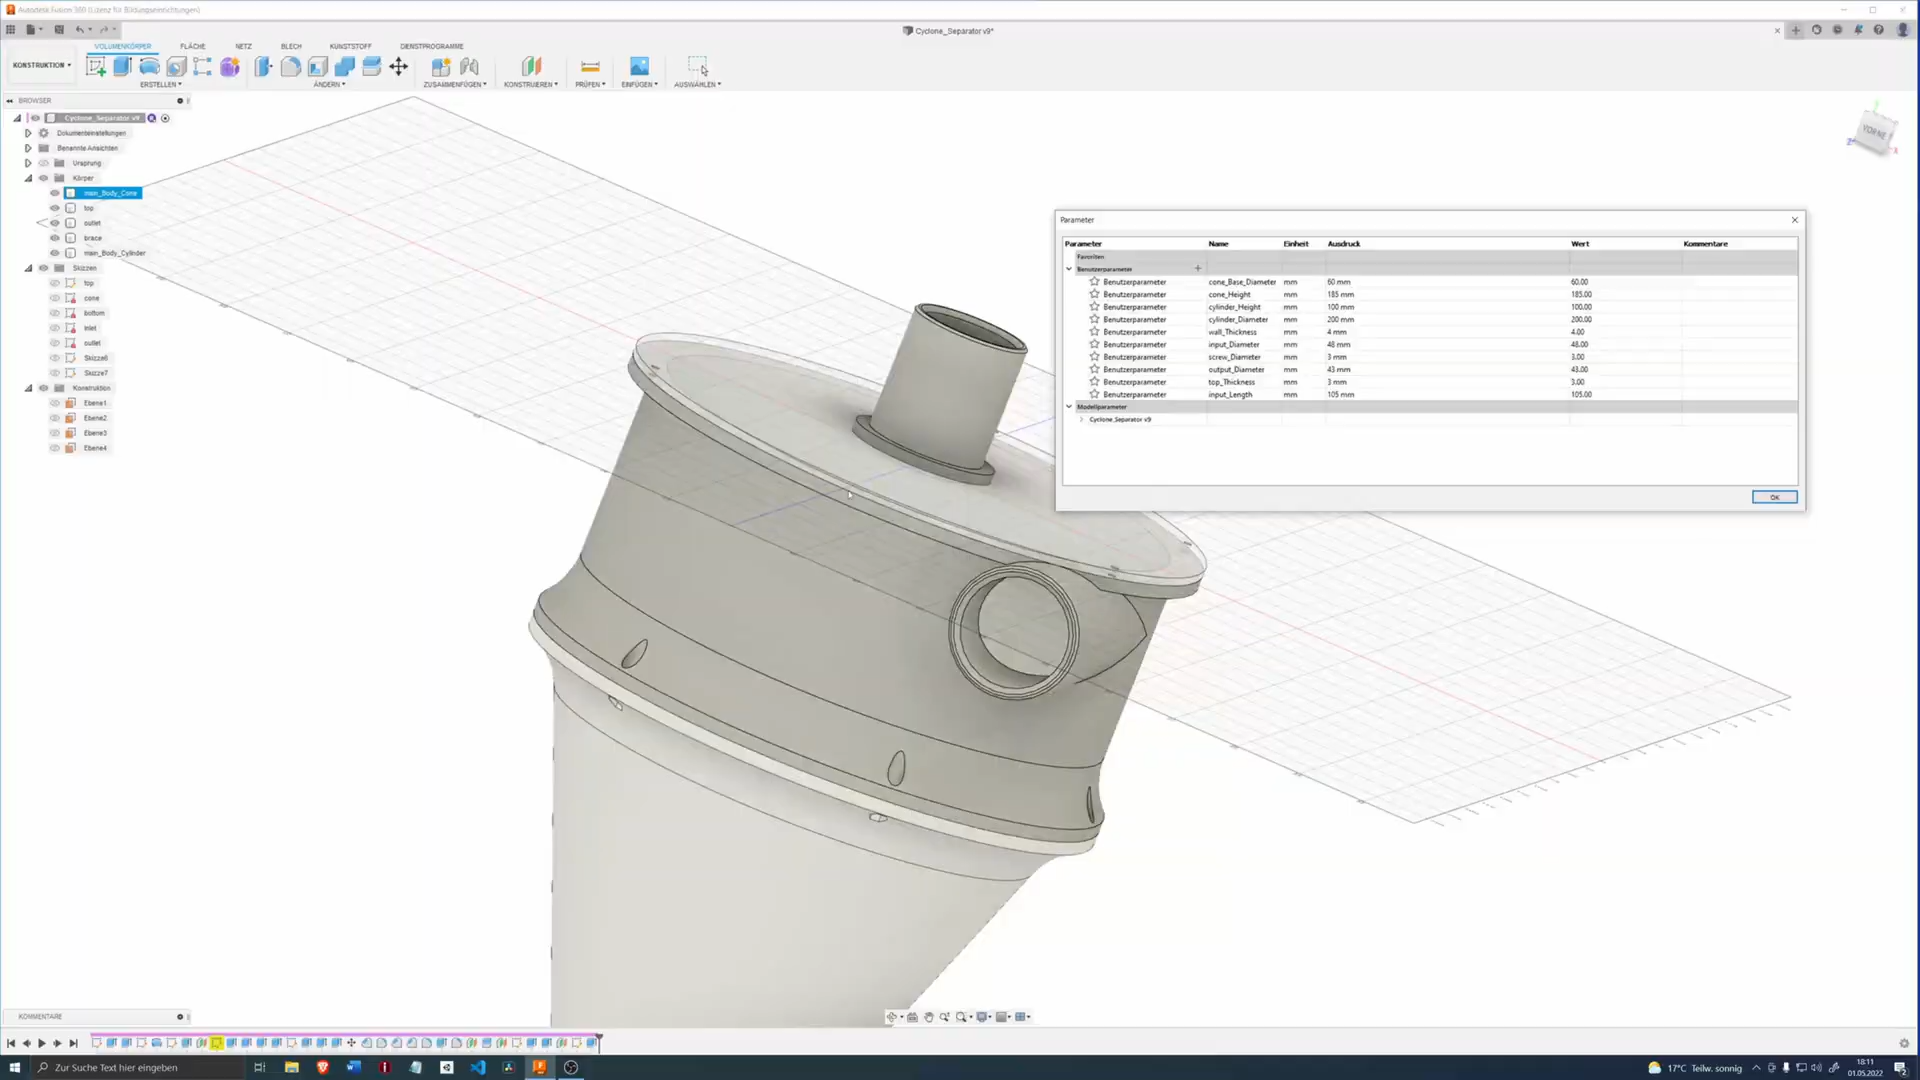 Autodesk Fusion 360 (Lizenz für Bildungseinrichtungen)
Cyclone_Separator v9*
VOLUMENKÖRPER FLÄCHE NETZ BLECH KUNSTSTOFF DIENSTPROGRAMME
KONSTRUKTION
ERSTELLEN ÄNDERN ZUSAMMENFÜGEN KONSTRUIEREN PRÜFEN EINFÜGEN AUSWÄHLEN
BROWSER
Cyclone_Separator v9
Dokumenteinstellungen
Benannte Ansichten
Ursprung
Körper
main_Body_Cone
top
outlet
brace
main_Body_Cylinder
Skizzen
top
cone
bottom
inlet
outlet
Skizze6
Skizze7
Konstruktion
Ebene1
Ebene2
Ebene3
Ebene4
VORNE
Z
X
Parameter
Parameter Name Einheit Ausdruck Wert Kommentare
Favoriten
Benutzerparameter
Benutzerparameter cone_Base_Diameter mm 60 mm 60.00
Benutzerparameter cone_Height mm 185 mm 185.00
Benutzerparameter cylinder_Height mm 100 mm 100.00
Benutzerparameter cylinder_Diameter mm 200 mm 200.00
Benutzerparameter wall_Thickness mm 4 mm 4.00
Benutzerparameter input_Diameter mm 48 mm 48.00
Benutzerparameter screw_Diameter mm 3 mm 3.00
Benutzerparameter output_Diameter mm 43 mm 43.00
Benutzerparameter top_Thickness mm 3 mm 3.00
Benutzerparameter input_Length mm 105 mm 105.00
Modellparameter
Cyclone_Separator v9
OK
KOMMENTARE
Zur Suche Text hier eingeben
17°C Teilw. sonnig
18:11
01.05.2022